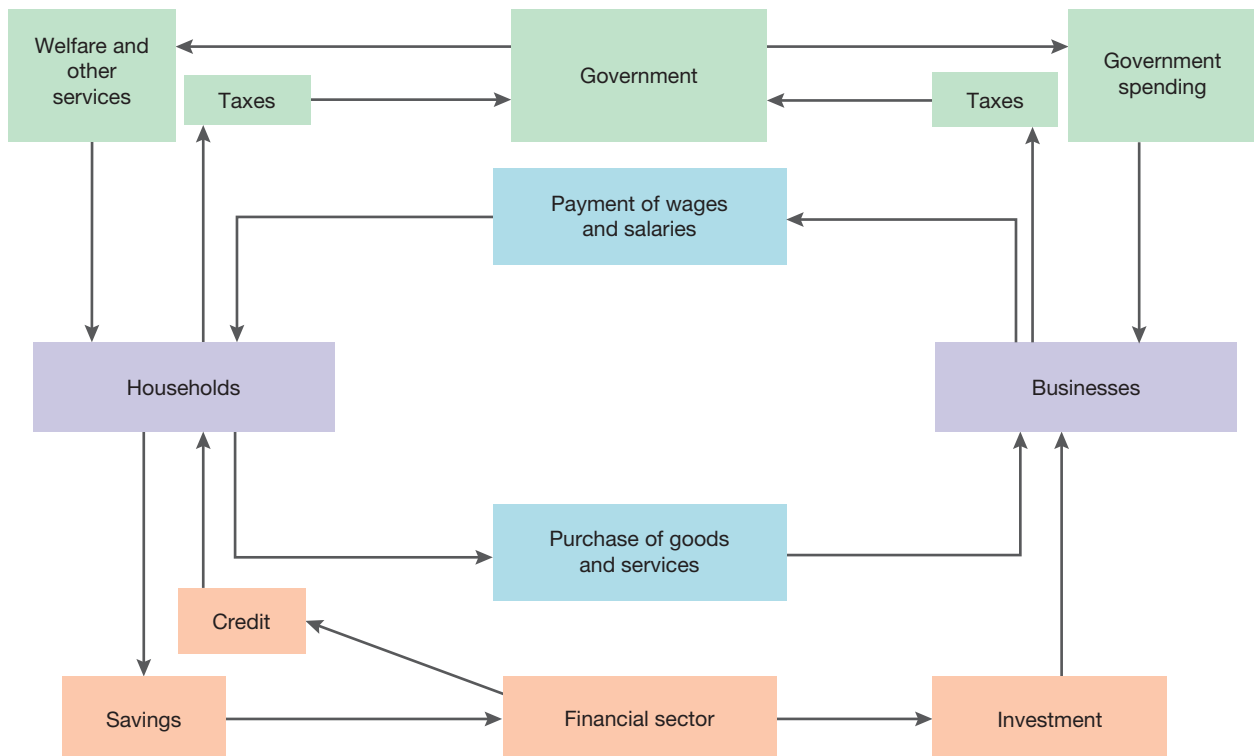 Welfare and
other
services
Taxes
Government
Taxes
Government
spending
Payment of wages
and salaries
Households
Businesses
Purchase of goods
and services
Credit
Savings
Financial sector
Investment